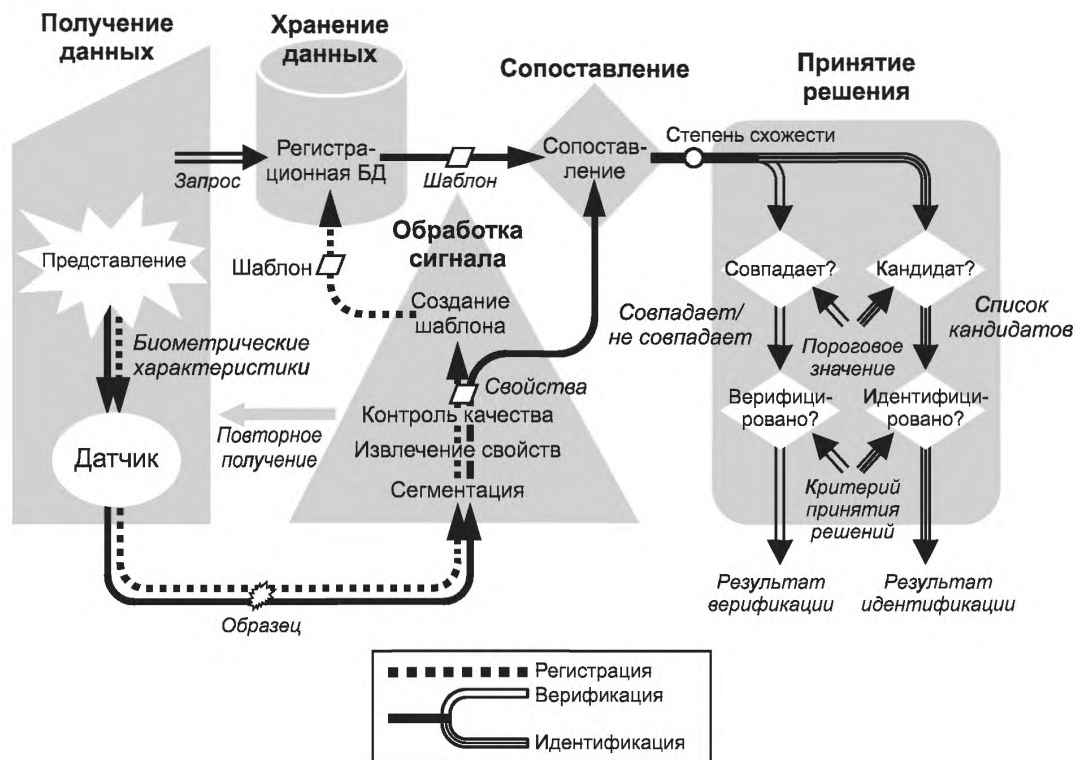 Получение
данных
Хранение
данных
Сопоставление
Принятие
решения
Запрос
Регистра-
ционная БД
Шаблон
Сопостав-
ление
Степень схожести
Представление
Шаблон
Обработка
сигнала
Создание
шаблона
Совпадает?
Кандидат?
Совпадает/
не совпадает
Список
кандидатов
Пороговое
значение
Биометрические
характеристики
Свойства
Контроль качества
Извлечение свойств
Сегментация
Повторное
получение
Датчик
Верифици-
ровано?
Идентифици-
ровано?
Критерий
принятия
решений
Результат
верификации
Результат
идентификации
Образец
Регистрация
Верификация
Идентификация